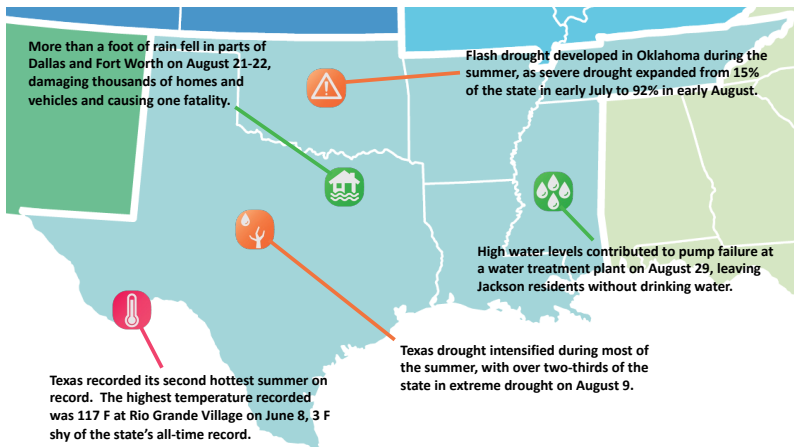 More than a foot of rain fell in parts of
Dallas and Fort Worth on August 21-22,
damaging thousands of homes and
vehicles and causing one fatality.
Flash drought developed in Oklahoma during the
summer, as severe drought expanded from 15%
of the state in early July to 92% in early August.
High water levels contributed to pump failure at
a water treatment plant on August 29, leaving
Jackson residents without drinking water.
Texas drought intensified during most of
the summer, with over two-thirds of the
state in extreme drought on August 9.
Texas recorded its second hottest summer on
record.  The highest temperature recorded
was 117 F at Rio Grande Village on June 8, 3 F
shy of the state's all-time record.